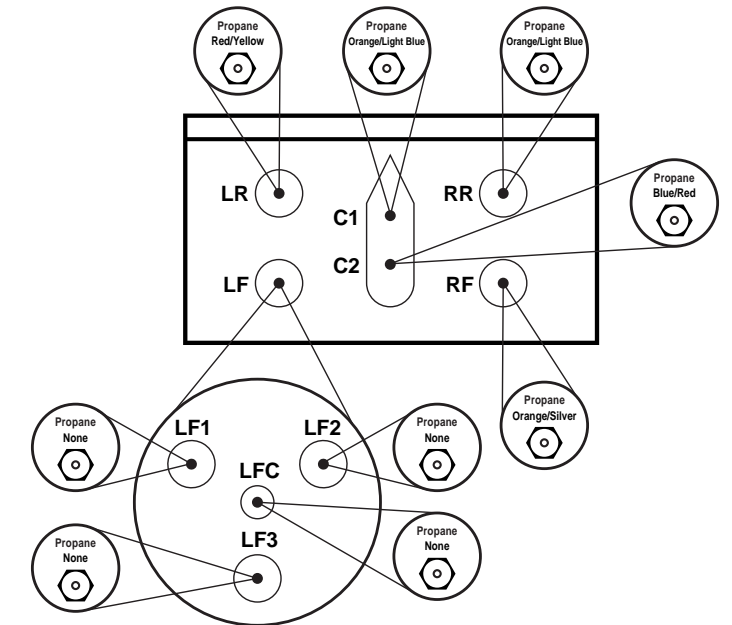 Propane
Red/Yellow
Propane
Orange/Light Blue
Propane
Orange/Light Blue
LR
C1
RR
Propane
Blue/Red
LF
C2
RF
Propane
Orange/Silver
Propane
None
LF1
LF2
Propane
None
LFC
LF3
Propane
None
Propane
None